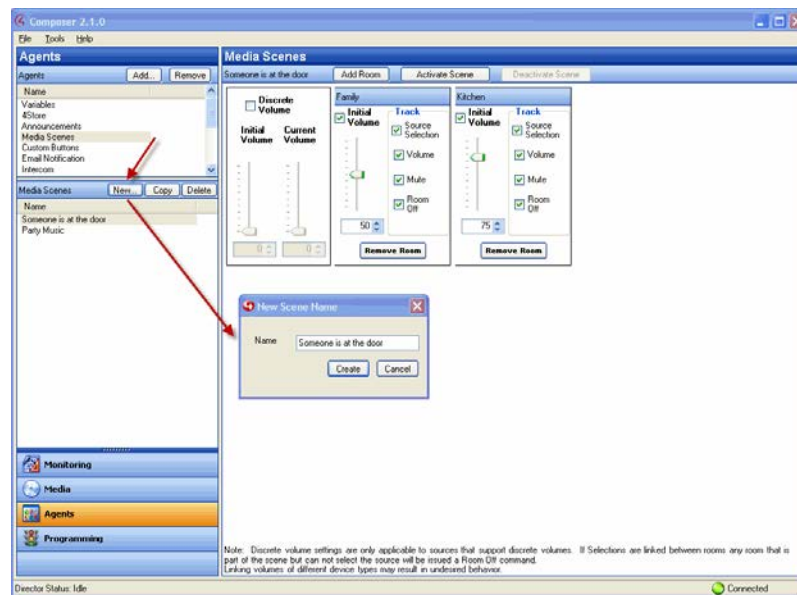 Composer 2.1.0
File Tools Help
Agents
Media Scenes
Agents Add... Remove
Someone is at the door Add Room Activate Scene Deactivate Scene
Name
Variables
4Store
Announcements
Media Scenes
Custom Buttons
Email Notification
Intercom
Media Scenes New... Copy Delete
Name
Someone is at the door
Party Music
Discrete Volume
Initial Volume
Current Volume
0
0
Family
Initial Volume
Track
Source Selection
Volume
Mute
Room Off
50
Remove Room
Kitchen
Initial Volume
Track
Source Selection
Volume
Mute
Room Off
75
Remove Room
New Scene Name
Name Someone is at the door
Create Cancel
Monitoring
Media
Agents
Programming
Note: Discrete volume settings are only applicable to sources that support discrete volumes. If Selections are linked between rooms any room that is
part of the scene but can not select the source will be issued a Room Off command.
Linking volumes of different device types may result in undesired behavior.
Director Status: Idle
Connected